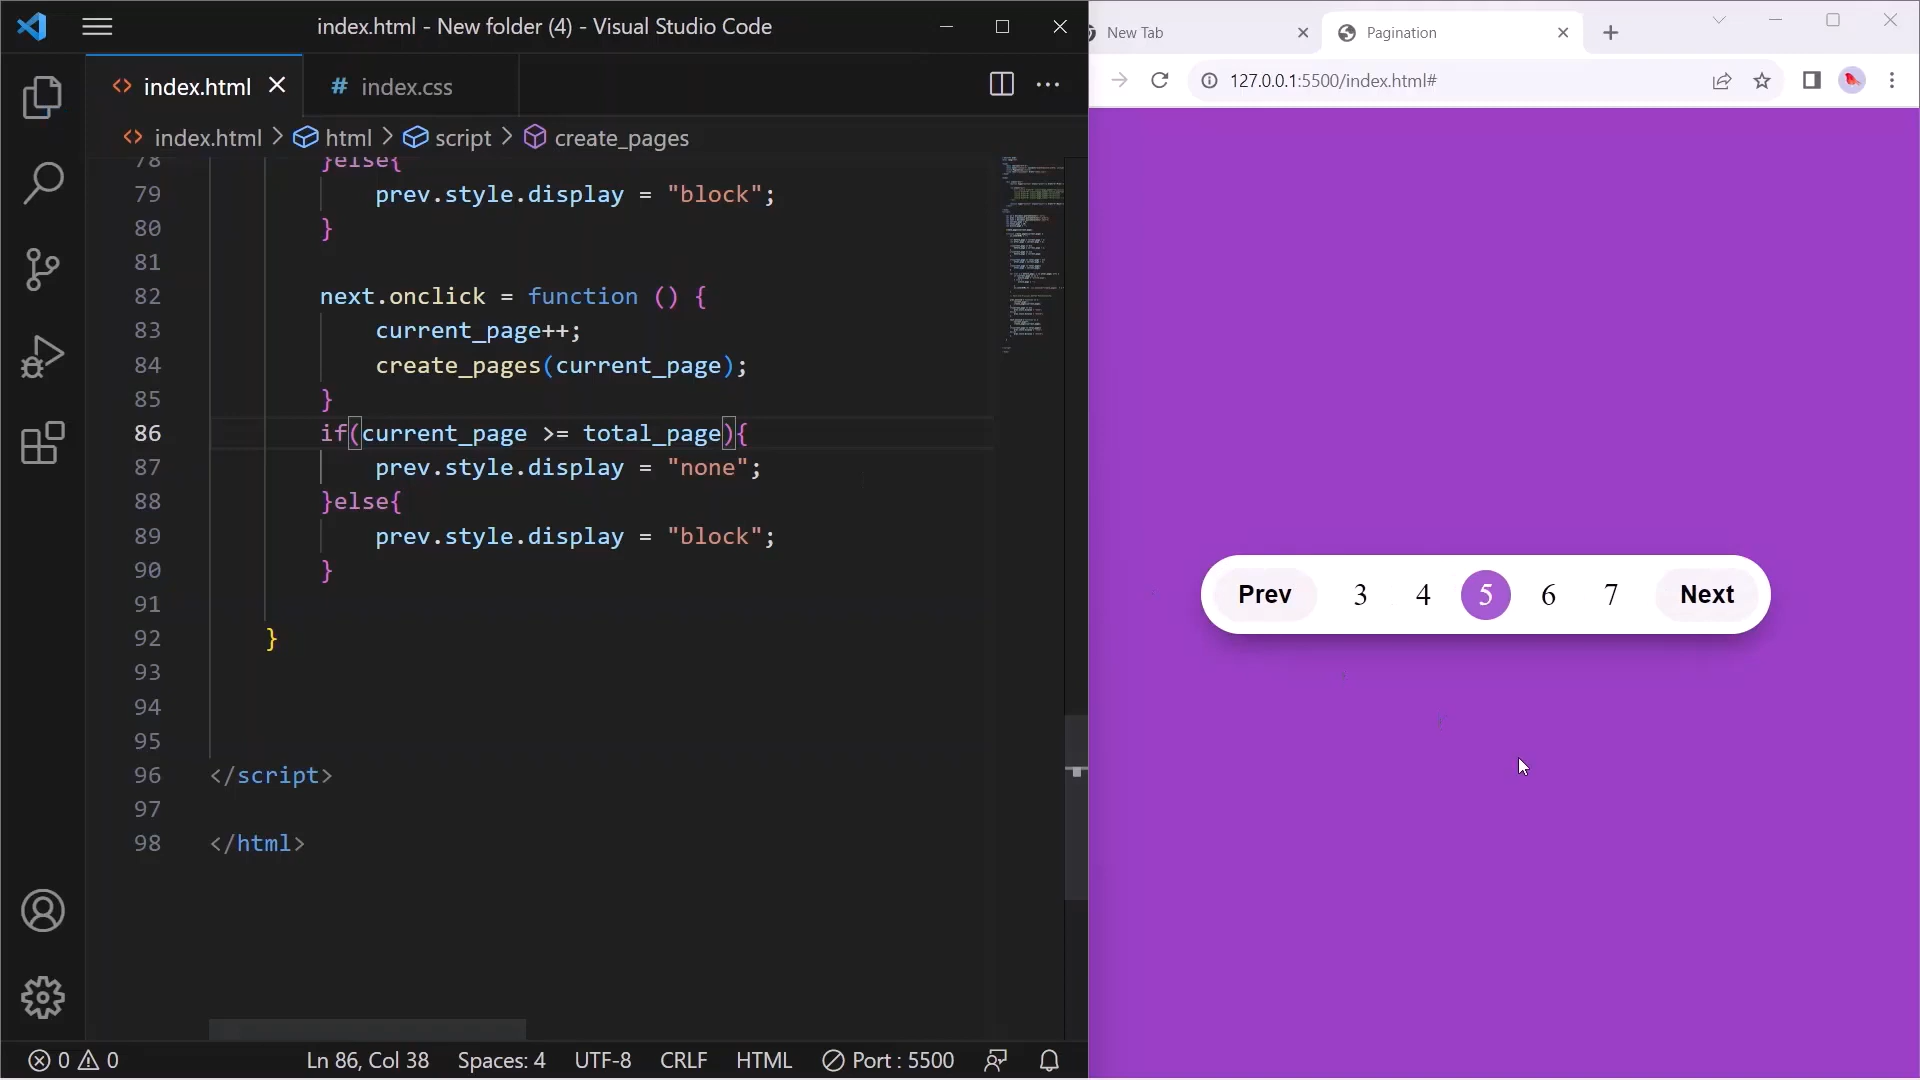 index.html - New folder (4) - Visual Studio Code
index.html
# index.css
index.html > html > script > create_pages
78 }else{
79 prev.style.display = "block";
80 }
81
82 next.onclick = function () {
83 current_page++;
84 create_pages(current_page);
85 }
86 if(current_page >= total_page){
87 prev.style.display = "none";
88 }else{
89 prev.style.display = "block";
90 }
91
92 }
93
94
95
96 </script>
97
98 </html>
0 0 Ln 86, Col 38 Spaces: 4 UTF-8 CRLF HTML Port : 5500
New Tab
Pagination
127.0.0.1:5500/index.html#
Prev 3 4 5 6 7 Next